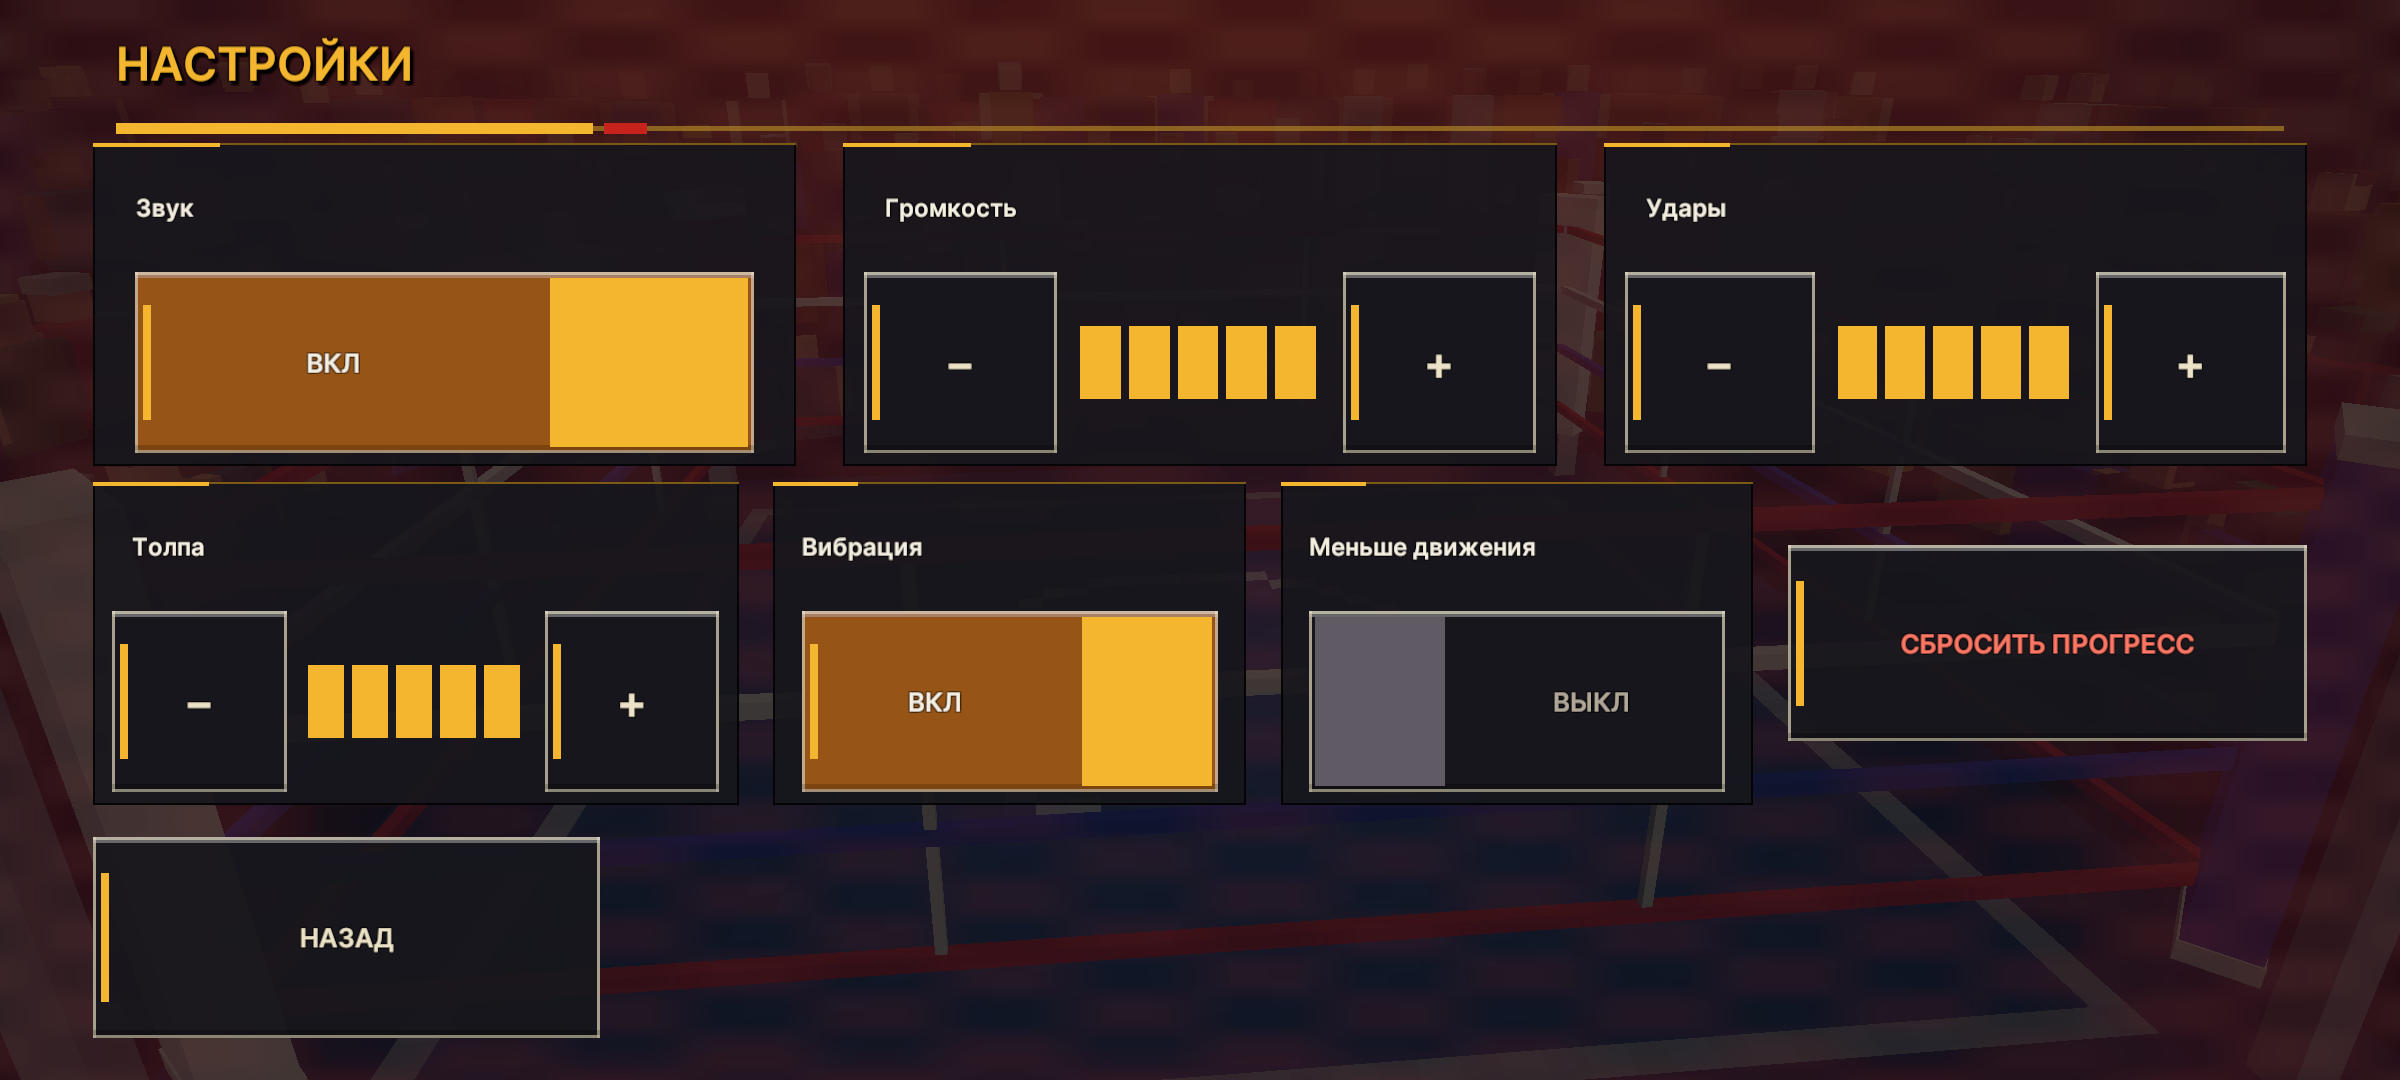 НАСТРОЙКИ
Звук
Громкость
Удары
ВКЛ
− +
− +
Толпа
Вибрация
Меньше движения
− +
ВКЛ
ВЫКЛ
СБРОСИТЬ ПРОГРЕСС
НАЗАД